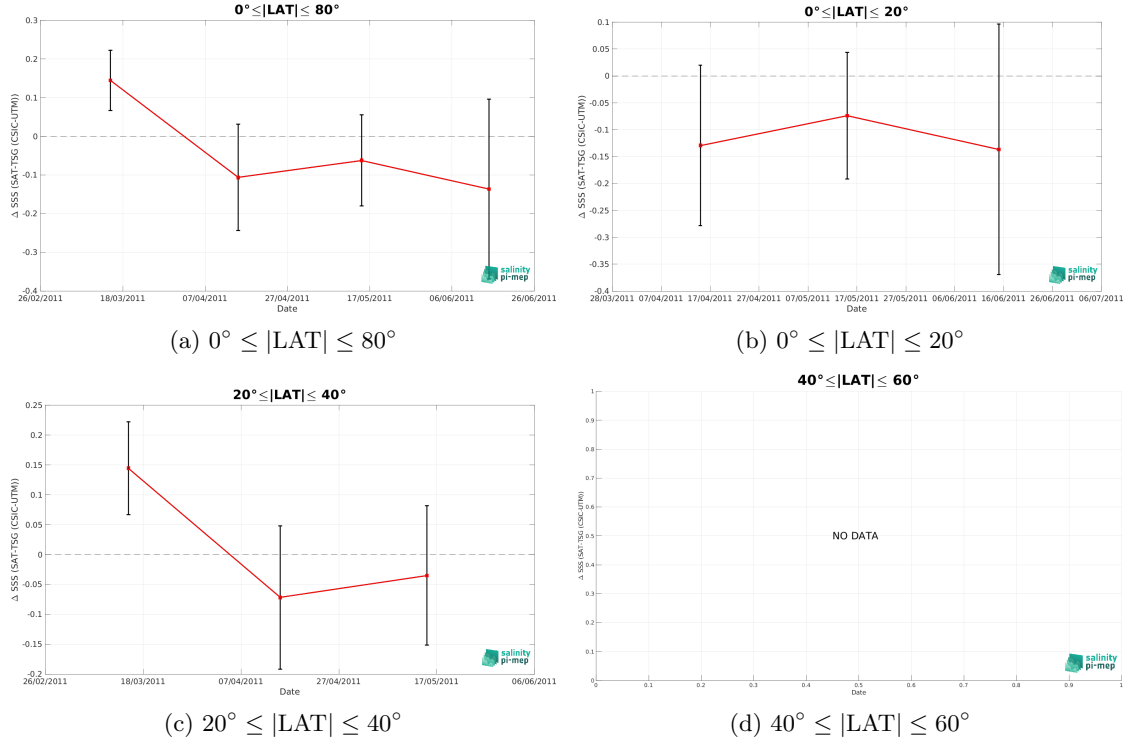 0°≤|LAT|≤ 80°
0.3
0.2
0.1
0
-0.1
-0.2
-0.3
-0.4
Δ SSS (SAT-TSG (CSIC-UTM))
26/02/2011 18/03/2011 07/04/2011 27/04/2011 17/05/2011 06/06/2011 26/06/2011
Date
salinity
pi-mep
(a) 0° ≤ |LAT| ≤ 80°
0°≤|LAT|≤ 20°
0.1
0.05
0
-0.05
-0.1
-0.15
-0.2
-0.25
-0.3
-0.35
-0.4
Δ SSS (SAT-TSG (CSIC-UTM))
28/03/2011 07/04/2011 17/04/2011 27/04/2011 07/05/2011 17/05/2011 27/05/2011 06/06/2011 16/06/2011 26/06/2011 06/07/2011
Date
salinity
pi-mep
(b) 0° ≤ |LAT| ≤ 20°
20°≤|LAT|≤ 40°
0.25
0.2
0.15
0.1
0.05
0
-0.05
-0.1
-0.15
-0.2
Δ SSS (SAT-TSG (CSIC-UTM))
26/02/2011 18/03/2011 07/04/2011 27/04/2011 17/05/2011 06/06/2011
Date
salinity
pi-mep
(c) 20° ≤ |LAT| ≤ 40°
40°≤|LAT|≤ 60°
1
0.9
0.8
0.7
0.6
0.5
0.4
0.3
0.2
0.1
0
Δ SSS (SAT-TSG (CSIC-UTM))
NO DATA
0 0.1 0.2 0.3 0.4 0.5 0.6 0.7 0.8 0.9 1
Date
salinity
pi-mep
(d) 40° ≤ |LAT| ≤ 60°